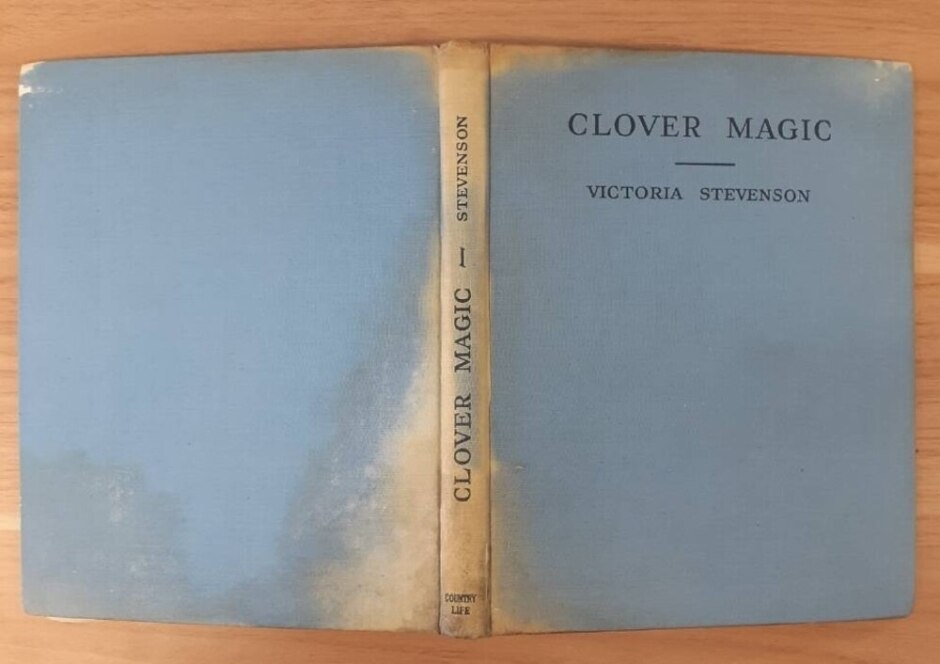 CLOVER MAGIC
VICTORIA STEVENSON
CLOVER MAGIC — STEVENSON
COUNTRY
LIFE